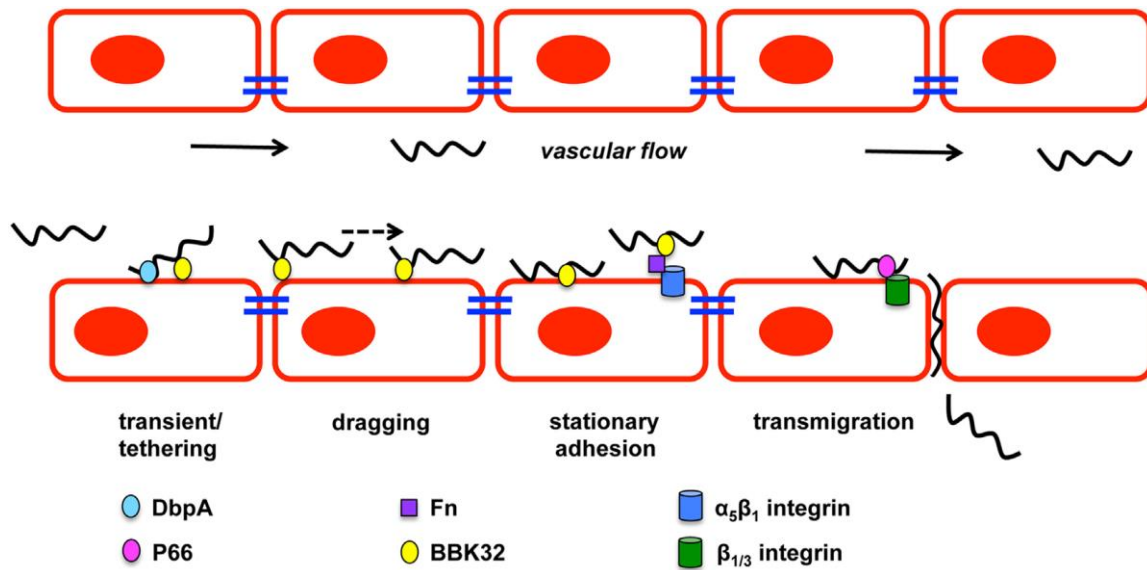 vascular flow
transient/
tethering
dragging
stationary
adhesion
transmigration
DbpA
Fn
α₅β₁ integrin
P66
BBK32
β₁/₃ integrin